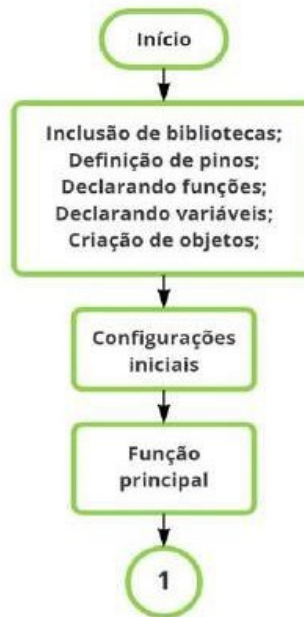 Início
Inclusão de bibliotecas;
Definição de pinos;
Declarando funções;
Declarando variáveis;
Criação de objetos;
Configurações
iniciais
Função
principal
1